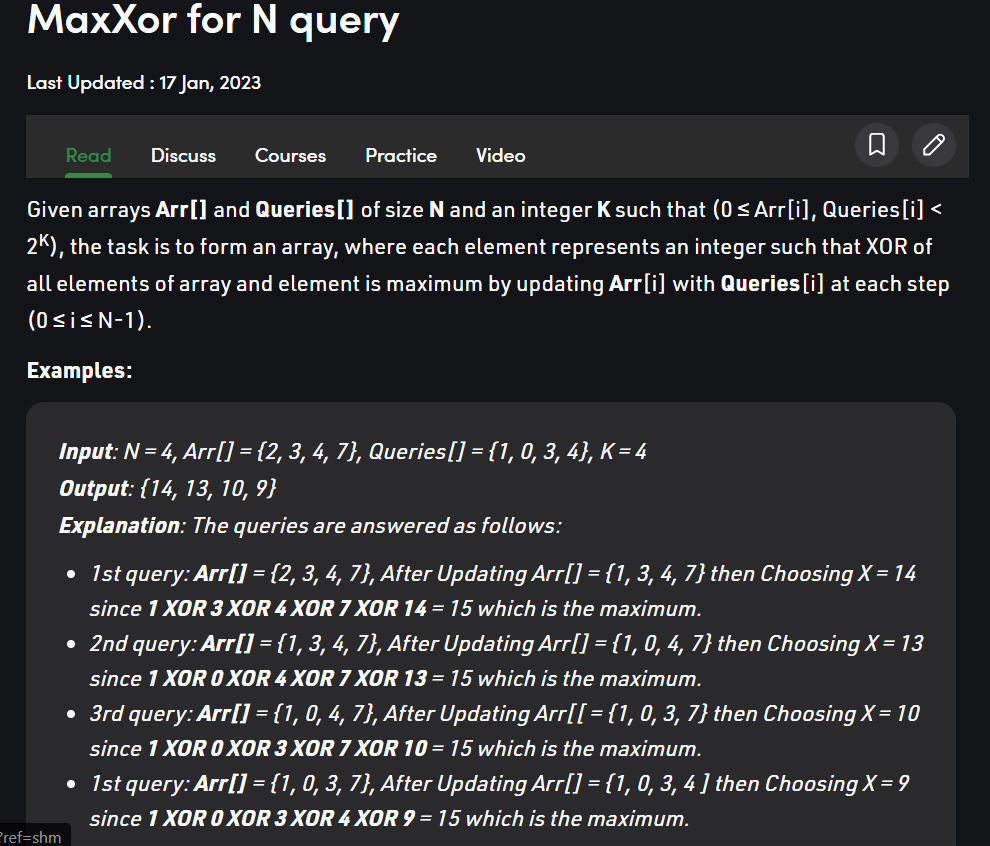 MaxXor for N query
Last Updated : 17 Jan, 2023
Read Discuss Courses Practice Video
Given arrays Arr[] and Queries[] of size N and an integer K such that (0 ≤ Arr[i], Queries[i] <
2ᴷ), the task is to form an array, where each element represents an integer such that XOR of
all elements of array and element is maximum by updating Arr[i] with Queries[i] at each step
(0 ≤ i ≤ N-1).
Examples:
Input: N = 4, Arr[] = {2, 3, 4, 7}, Queries[] = {1, 0, 3, 4}, K = 4
Output: {14, 13, 10, 9}
Explanation: The queries are answered as follows:
• 1st query: Arr[] = {2, 3, 4, 7}, After Updating Arr[] = {1, 3, 4, 7} then Choosing X = 14
since 1 XOR 3 XOR 4 XOR 7 XOR 14 = 15 which is the maximum.
• 2nd query: Arr[] = {1, 3, 4, 7}, After Updating Arr[] = {1, 0, 4, 7} then Choosing X = 13
since 1 XOR 0 XOR 4 XOR 7 XOR 13 = 15 which is the maximum.
• 3rd query: Arr[] = {1, 0, 4, 7}, After Updating Arr[[ = {1, 0, 3, 7} then Choosing X = 10
since 1 XOR 0 XOR 3 XOR 7 XOR 10 = 15 which is the maximum.
• 1st query: Arr[] = {1, 0, 3, 7}, After Updating Arr[] = {1, 0, 3, 4 ] then Choosing X = 9
since 1 XOR 0 XOR 3 XOR 4 XOR 9 = 15 which is the maximum.
?ref=shm